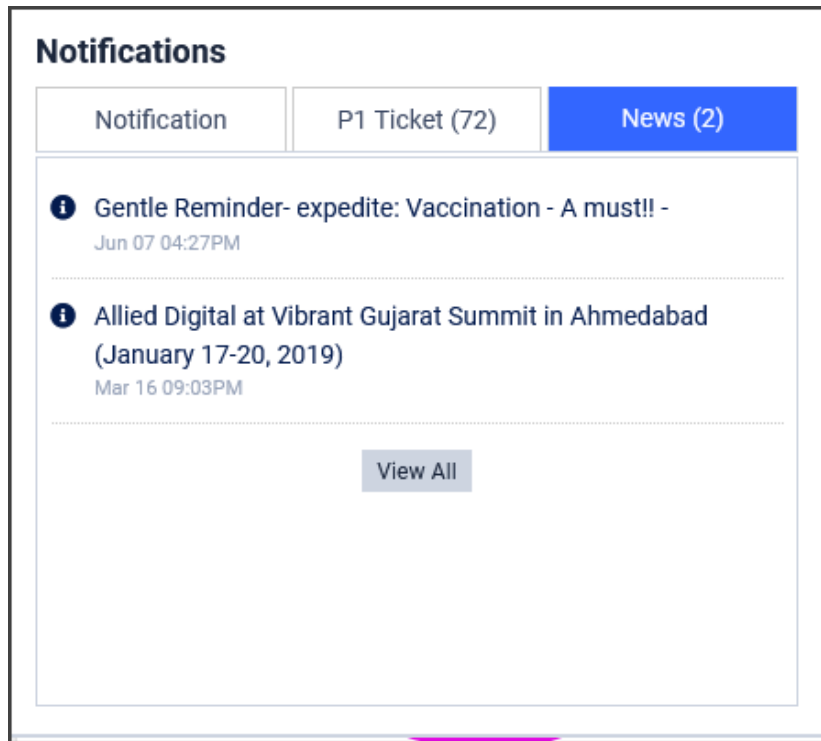 Notifications
Notification
P1 Ticket (72)
News (2)
Gentle Reminder- expedite: Vaccination - A must!! -
Jun 07 04:27PM
Allied Digital at Vibrant Gujarat Summit in Ahmedabad
(January 17-20, 2019)
Mar 16 09:03PM
View All